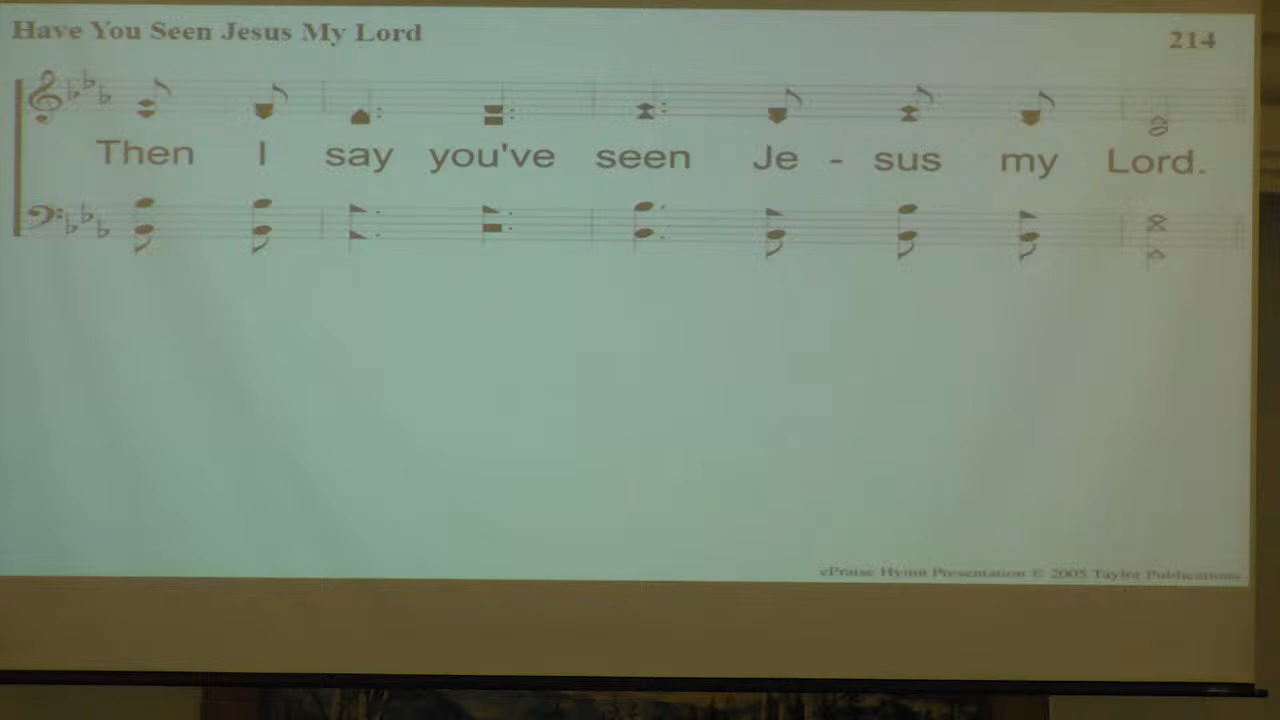 Have You Seen Jesus My Lord
214
Then I say you've seen Je - sus my Lord.
ePraise Hymn Presentation © 2005 Taylor Publications